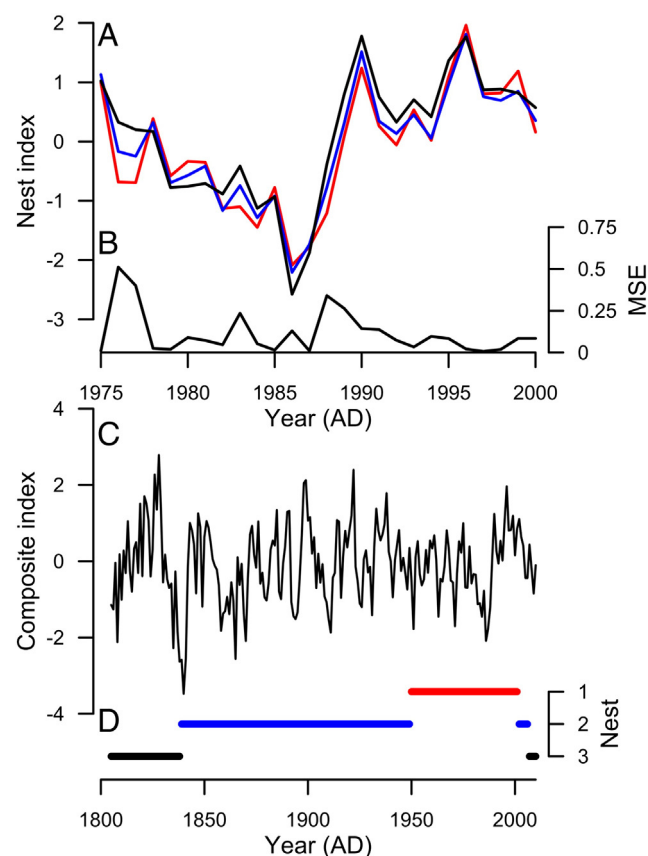 A
2
1
0
-1
-2
-3
Nest index
B
0.75
0.5
0.25
0
MSE
1975 1980 1985 1990 1995 2000
Year (AD)
C
4
2
0
-2
-4
Composite index
D
1
2
3
Nest
1800 1850 1900 1950 2000
Year (AD)